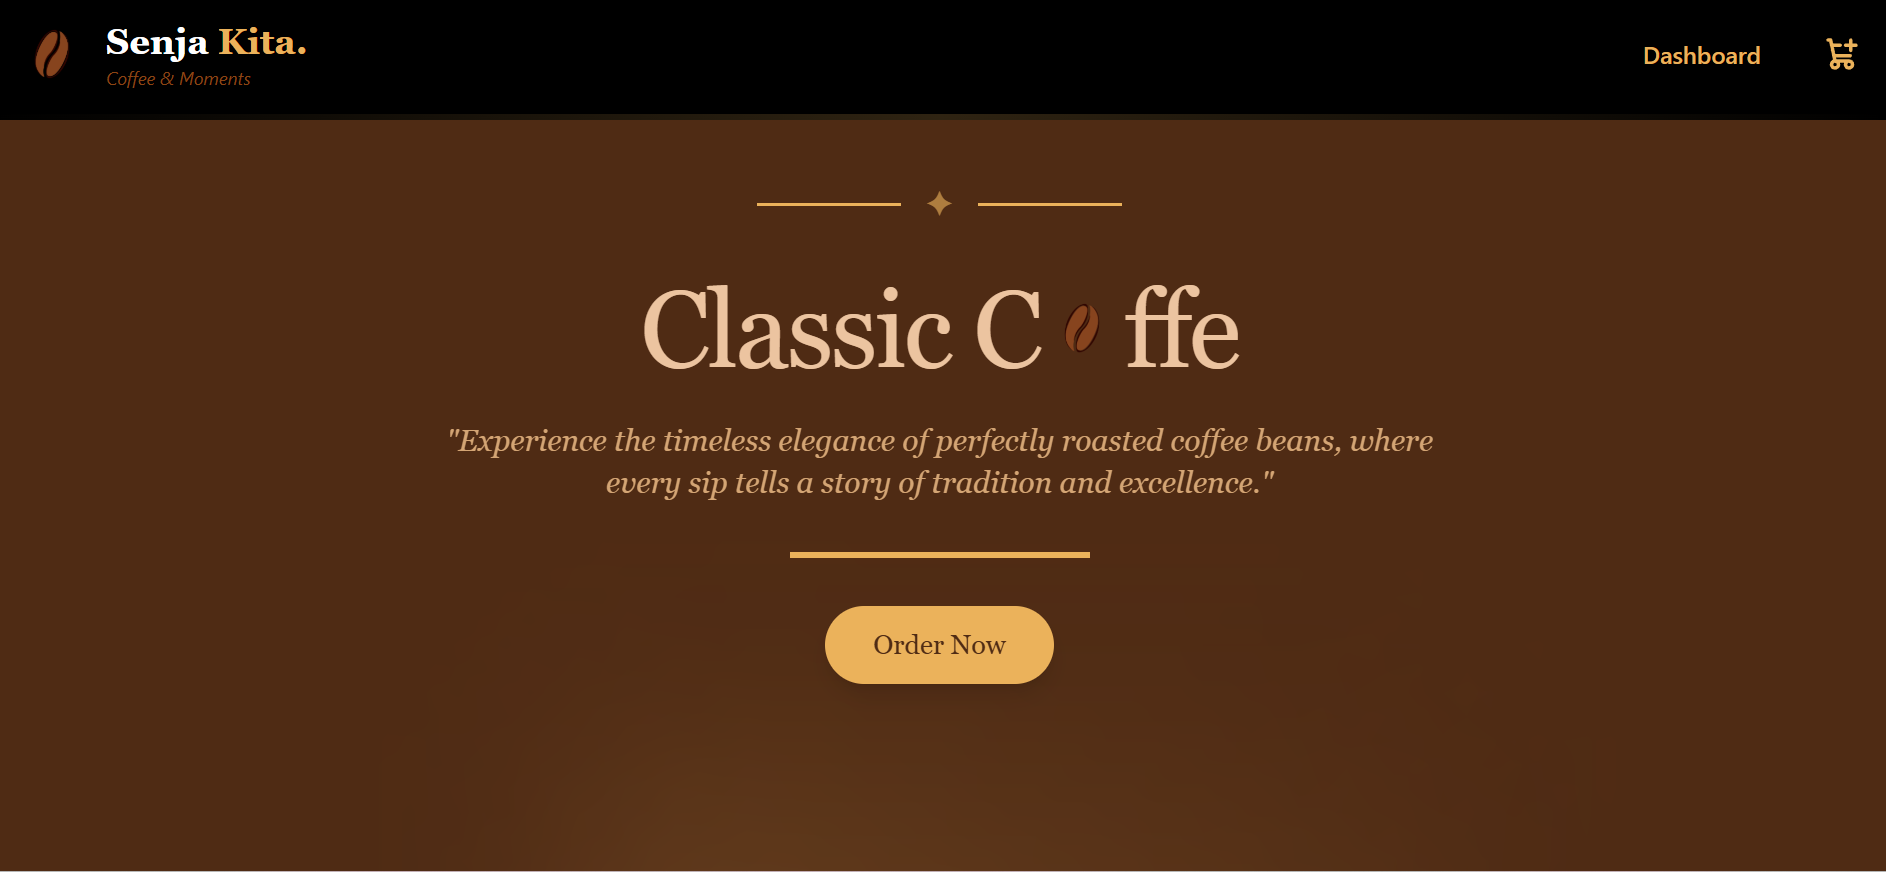 Senja Kita.
Coffee & Moments
Dashboard
Classic C ffe
"Experience the timeless elegance of perfectly roasted coffee beans, where
every sip tells a story of tradition and excellence."
Order Now